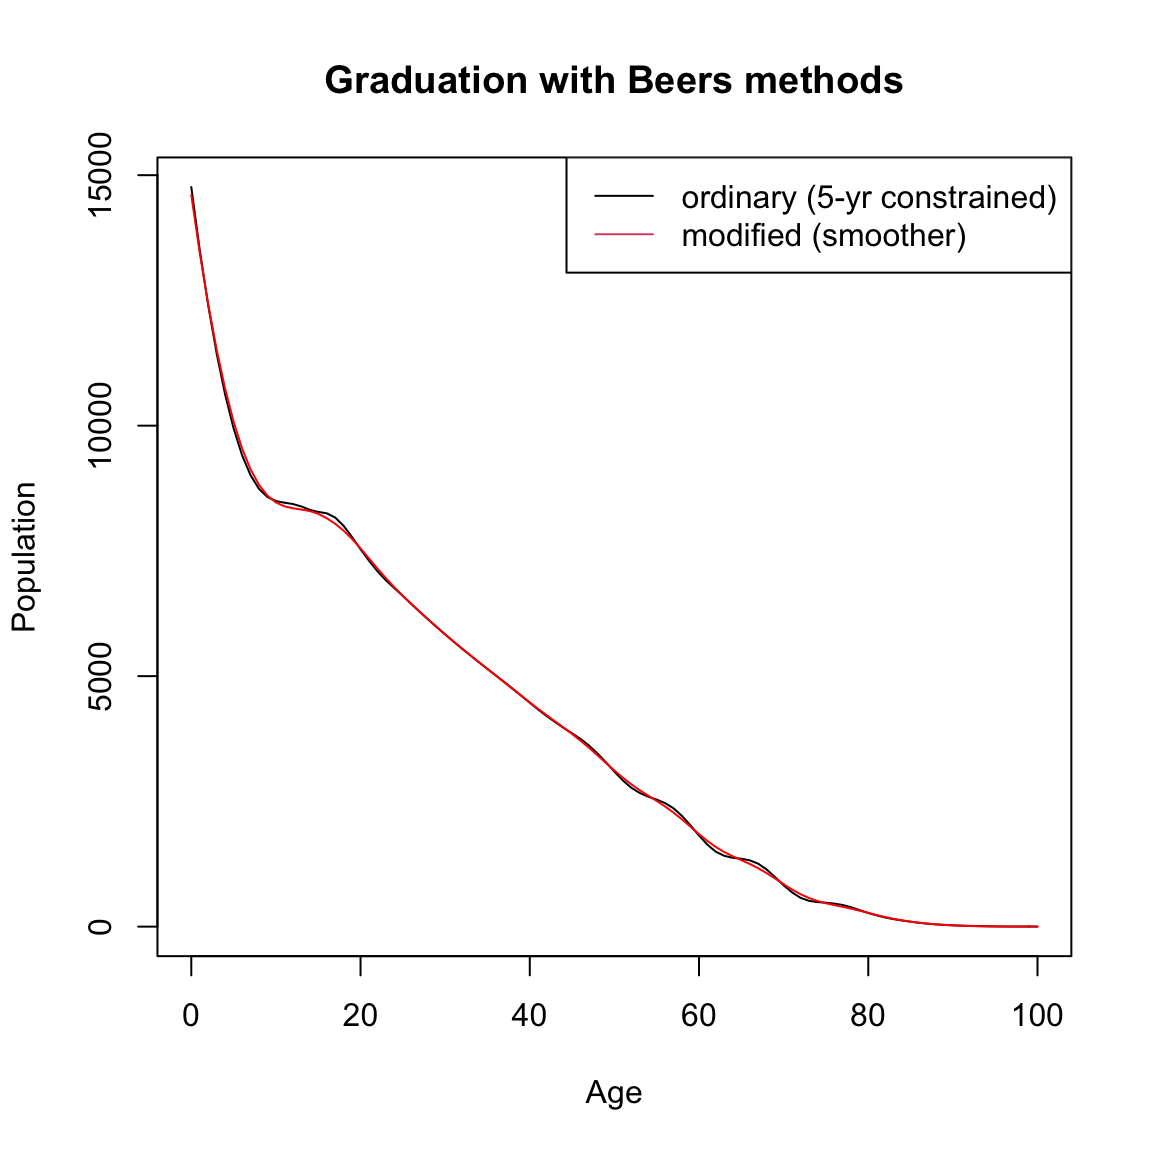 Graduation with Beers methods
ordinary (5-yr constrained)
modified (smoother)
15000
10000
5000
0
Population
0 20 40 60 80 100
Age